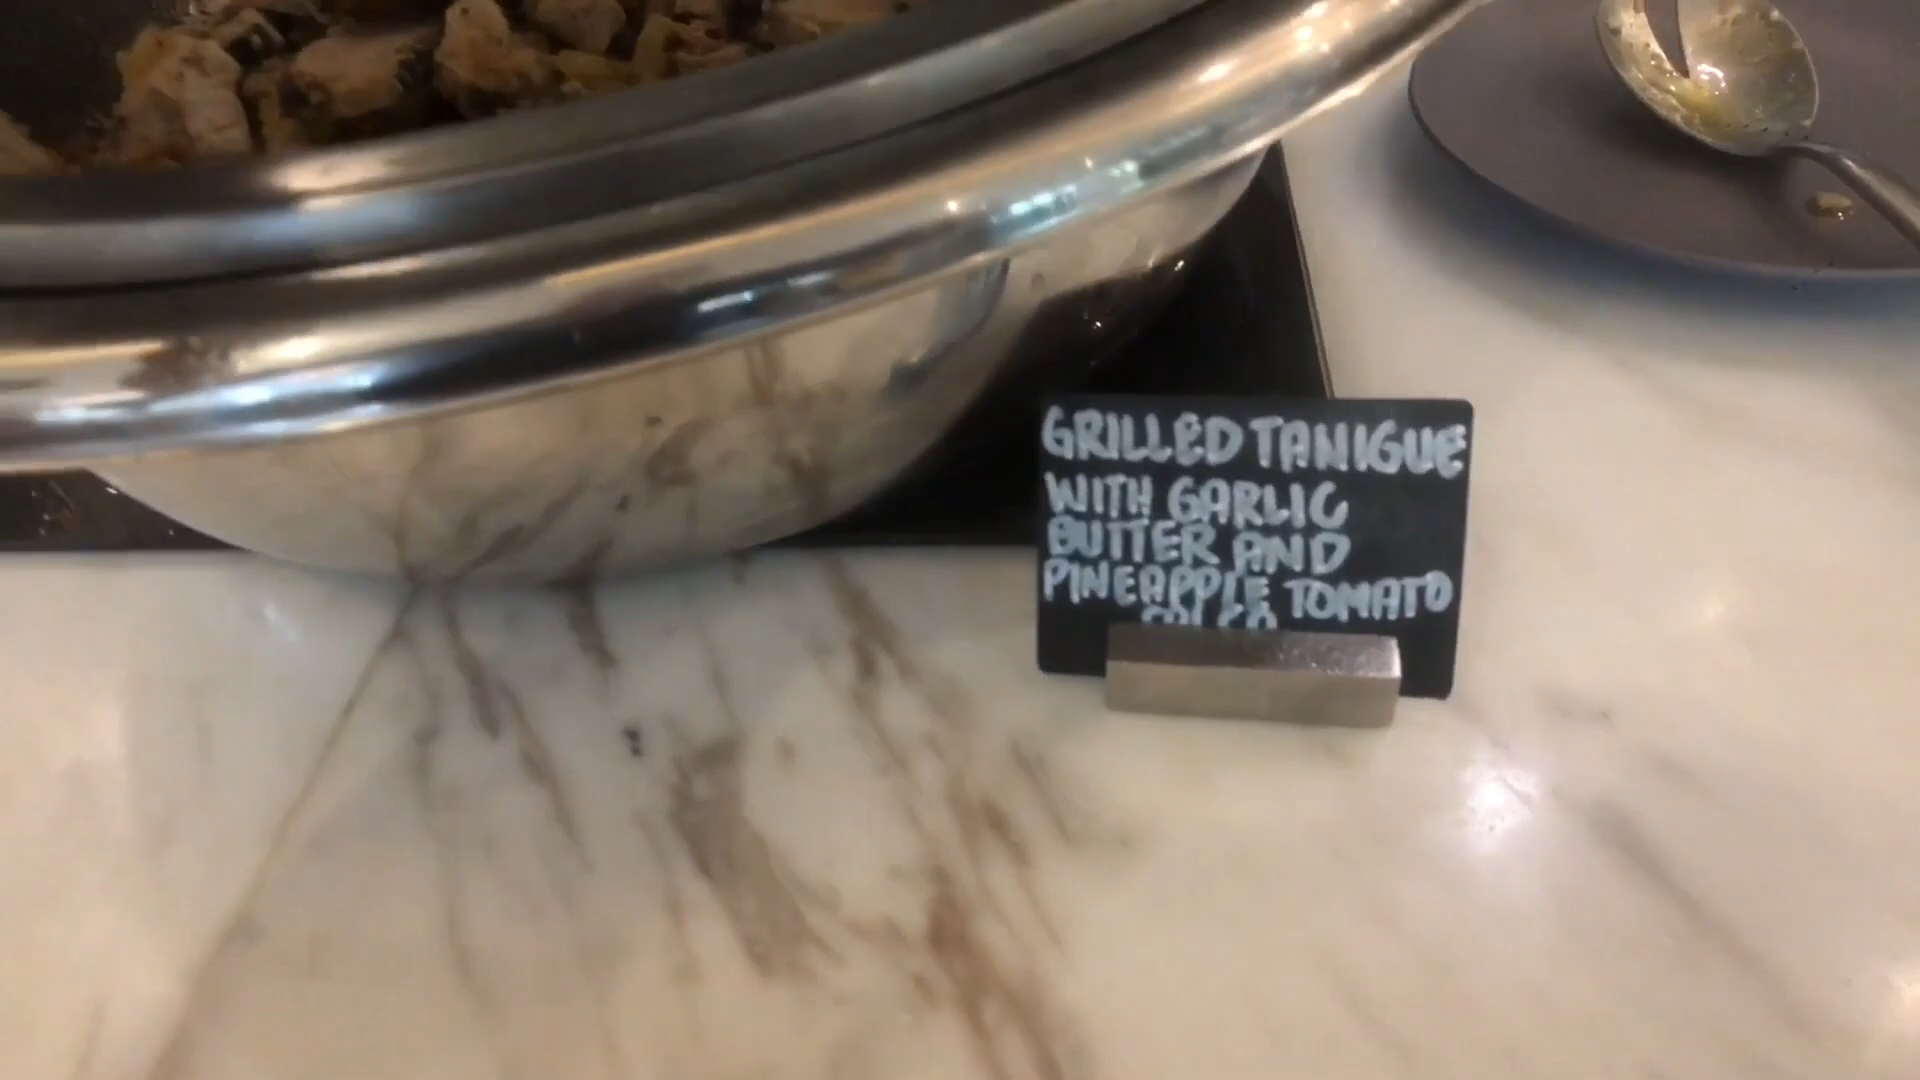 GRILLED TANIGUE
WITH GARLIC
BUTTER AND
PINEAPPLE TOMATO